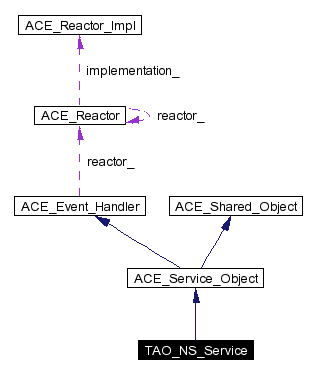 ACE_Reactor_Impl
implementation_
ACE_Reactor
reactor_
reactor_
ACE_Event_Handler
ACE_Shared_Object
ACE_Service_Object
TAO_NS_Service